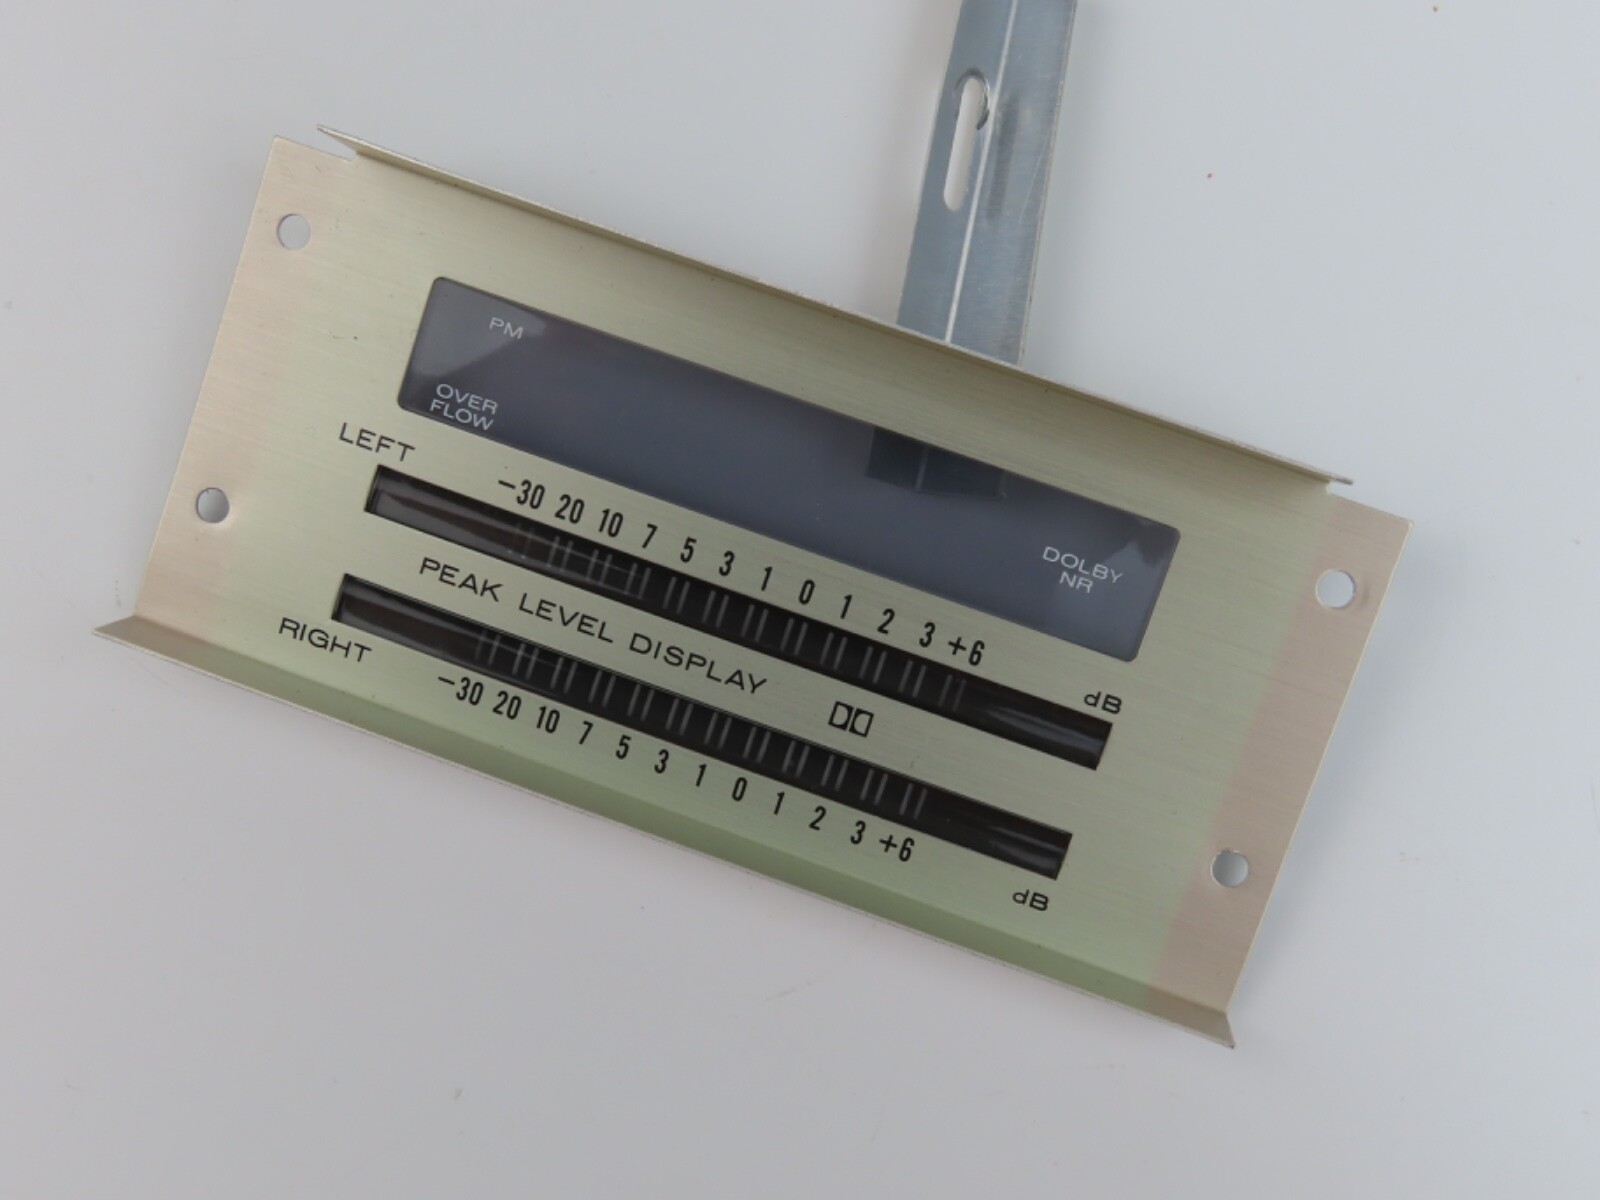 PM
OVER
FLOW
DOLBY
NR
LEFT
-30 20 10 7 5 3 1 0 1 2 3 +6
dB
PEAK LEVEL DISPLAY
RIGHT
-30 20 10 7 5 3 1 0 1 2 3 +6
dB